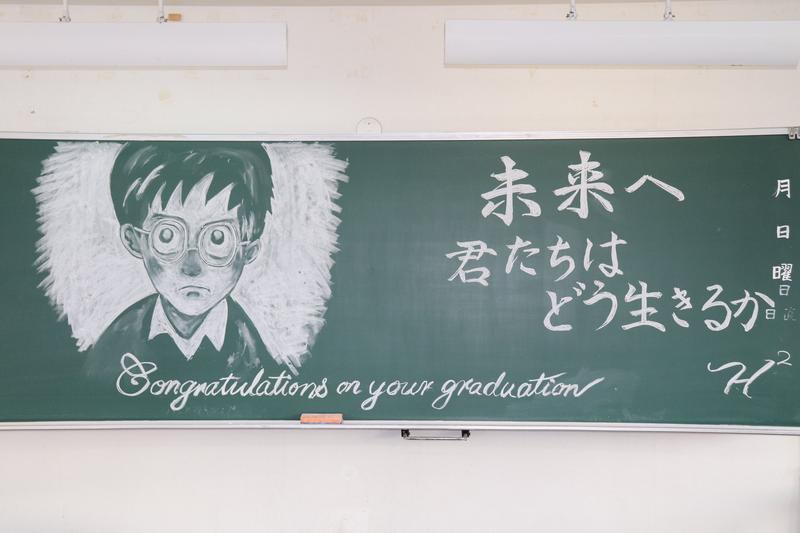 未来へ
君たちは
どう生きるか
Congratulations on your graduation
H²
月
日
曜
日
日